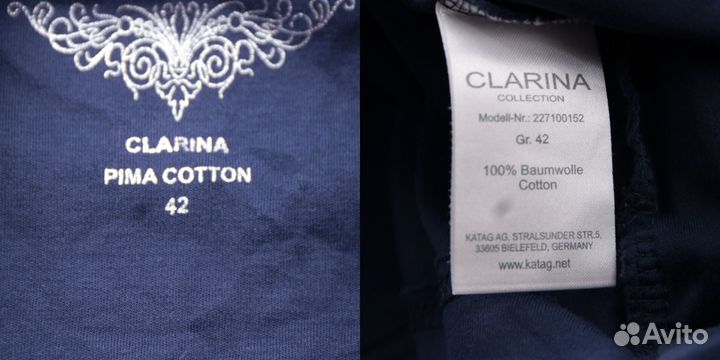 CLARINA
PIMA COTTON
42
CLARINA
COLLECTION
Modell-Nr.: 227100152
Gr. 42
100% Baumwolle
Cotton
KATAG AG, STRALSUNDER STR.5,
33605 BIELEFELD, GERMANY
www.katag.net
Avito